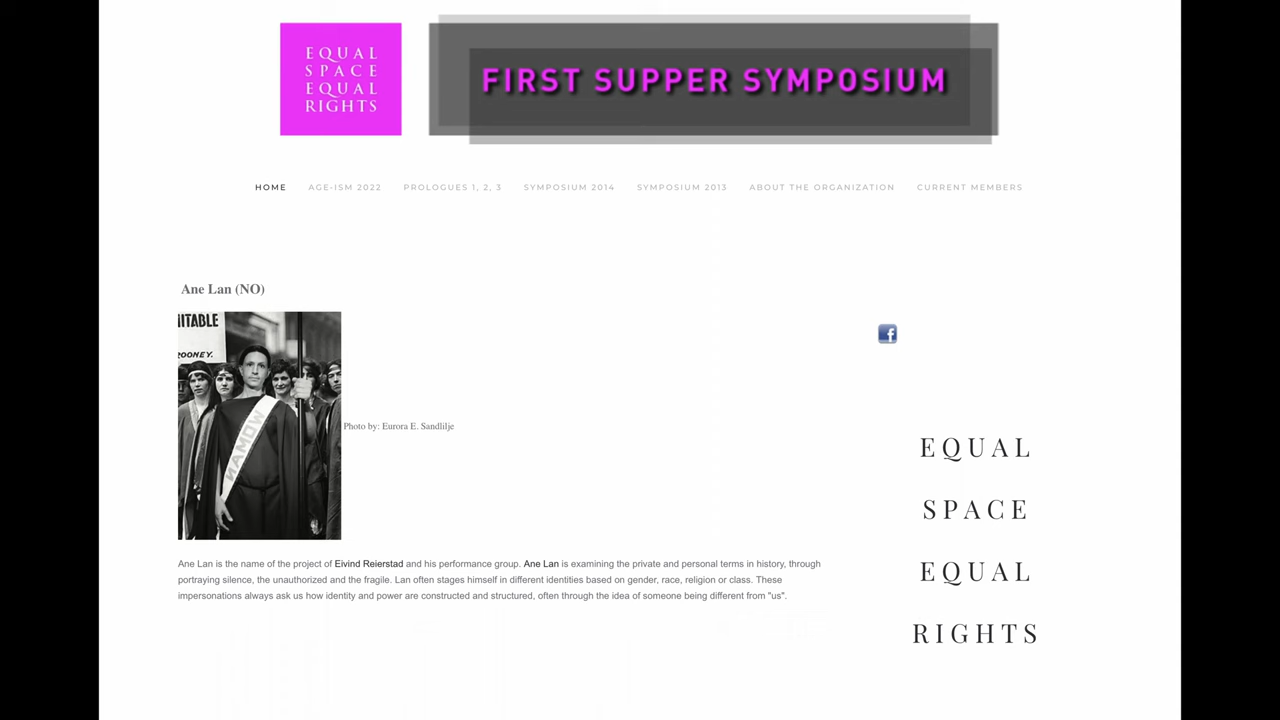 EQUAL
SPACE
EQUAL
RIGHTS
FIRST SUPPER SYMPOSIUM
HOME AGE-ISM 2022 PROLOGUES 1, 2, 3 SYMPOSIUM 2014 SYMPOSIUM 2013 ABOUT THE ORGANIZATION CURRENT MEMBERS
Ane Lan (NO)
ITABLE
ROONEY.
WOMAN
Photo by: Eurora E. Sandlilje
Ane Lan is the name of the project of Eivind Reierstad and his performance group. Ane Lan is examining the private and personal terms in history, through
portraying silence, the unauthorized and the fragile. Lan often stages himself in different identities based on gender, race, religion or class. These
impersonations always ask us how identity and power are constructed and structured, often through the idea of someone being different from "us".
f
EQUAL
SPACE
EQUAL
RIGHTS